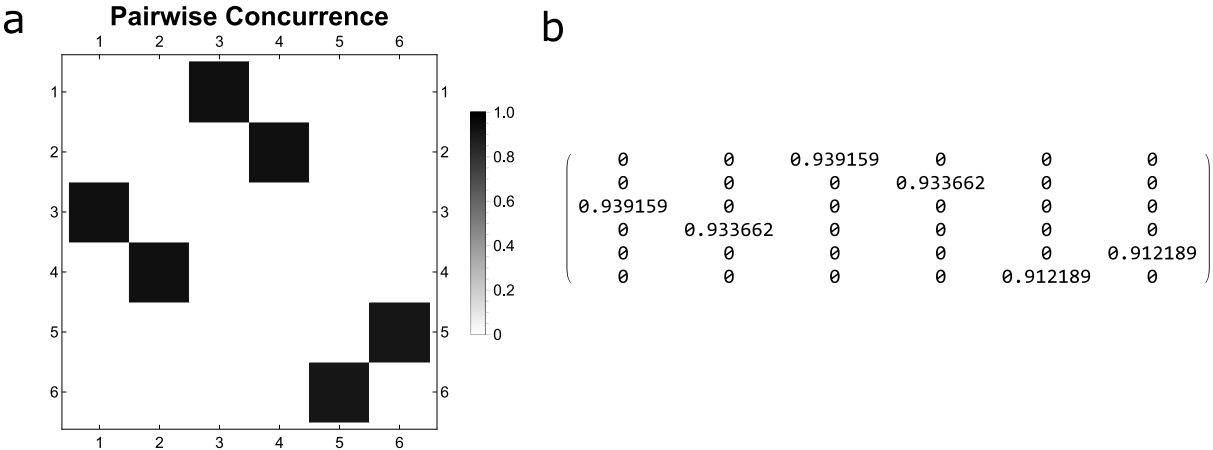 a
Pairwise Concurrence
1 2 3 4 5 6
1 1
2 2
3 3
4 4
5 5
6 6
1 2 3 4 5 6
1.0
0.8
0.6
0.4
0.2
0
b
0 0 0.939159 0 0 0
0 0 0 0.933662 0 0
0.939159 0 0 0 0 0
0 0.933662 0 0 0 0
0 0 0 0 0 0.912189
0 0 0 0 0.912189 0